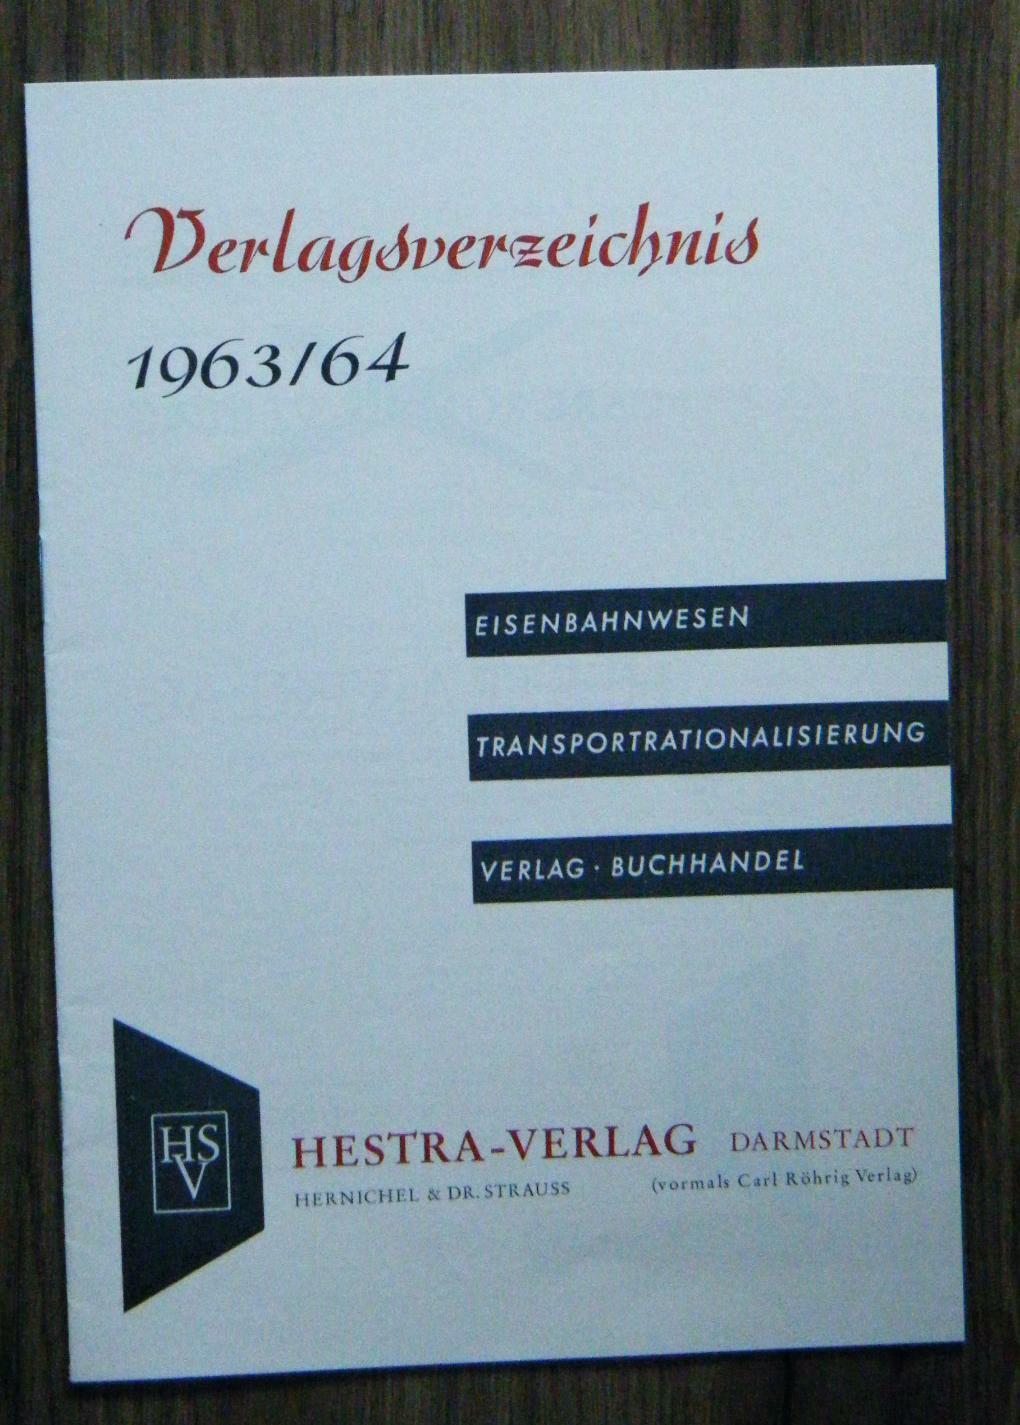 Verlagsverzeichnis
1963/64
EISENBAHNWESEN
TRANSPORTRATIONALISIERUNG
VERLAG · BUCHHANDEL
HSV
HESTRA-VERLAG DARMSTADT
HERNICHEL & DR. STRAUSS (vormals Carl Röhrig Verlag)